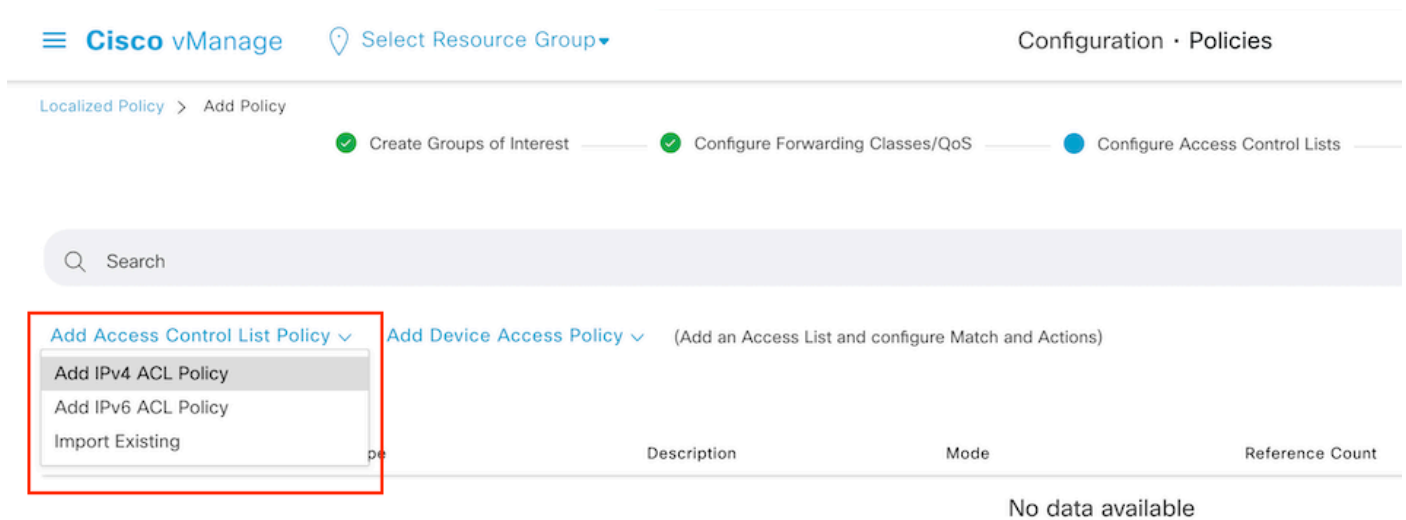 Cisco vManage Select Resource Group Configuration · Policies
Localized Policy > Add Policy
Create Groups of Interest Configure Forwarding Classes/QoS Configure Access Control Lists
Search
Add Access Control List Policy Add Device Access Policy (Add an Access List and configure Match and Actions)
Add IPv4 ACL Policy
Add IPv6 ACL Policy
Import Existing
pe Description Mode Reference Count
No data available